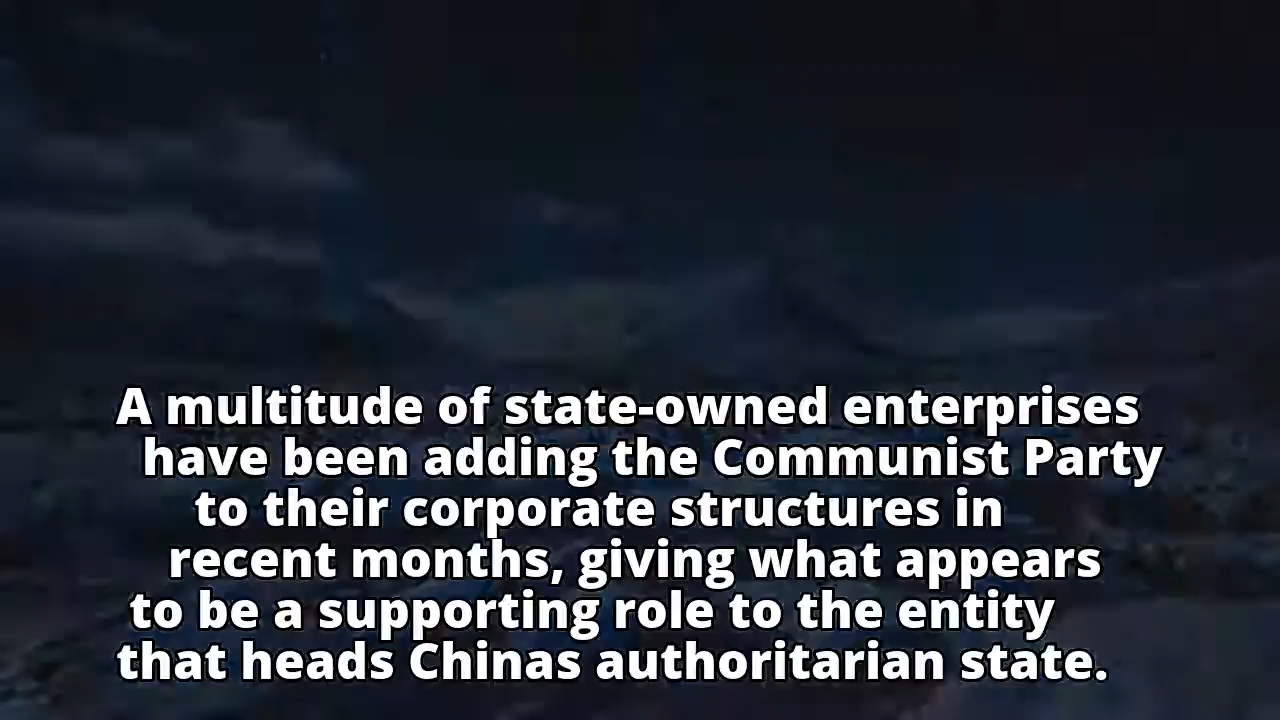 A multitude of state-owned enterprises
have been adding the Communist Party
to their corporate structures in
recent months, giving what appears
to be a supporting role to the entity
that heads Chinas authoritarian state.